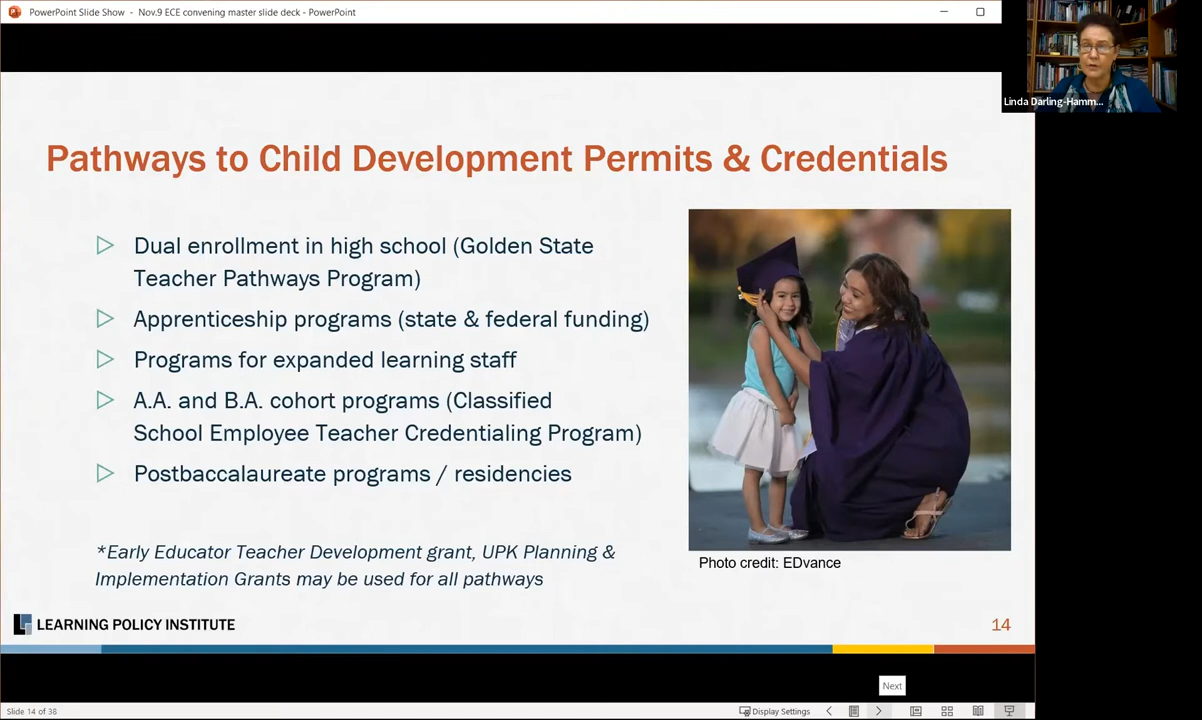 PowerPoint Slide Show - Nov.9 ECE convening master slide deck - PowerPoint
Linda Darling-Hamm...
Pathways to Child Development Permits & Credentials
Dual enrollment in high school (Golden State
Teacher Pathways Program)
Apprenticeship programs (state & federal funding)
Programs for expanded learning staff
A.A. and B.A. cohort programs (Classified
School Employee Teacher Credentialing Program)
Postbaccalaureate programs / residencies
*Early Educator Teacher Development grant, UPK Planning &
Implementation Grants may be used for all pathways
Photo credit: EDvance
LEARNING POLICY INSTITUTE
14
Next
Slide 14 of 38
Display Settings